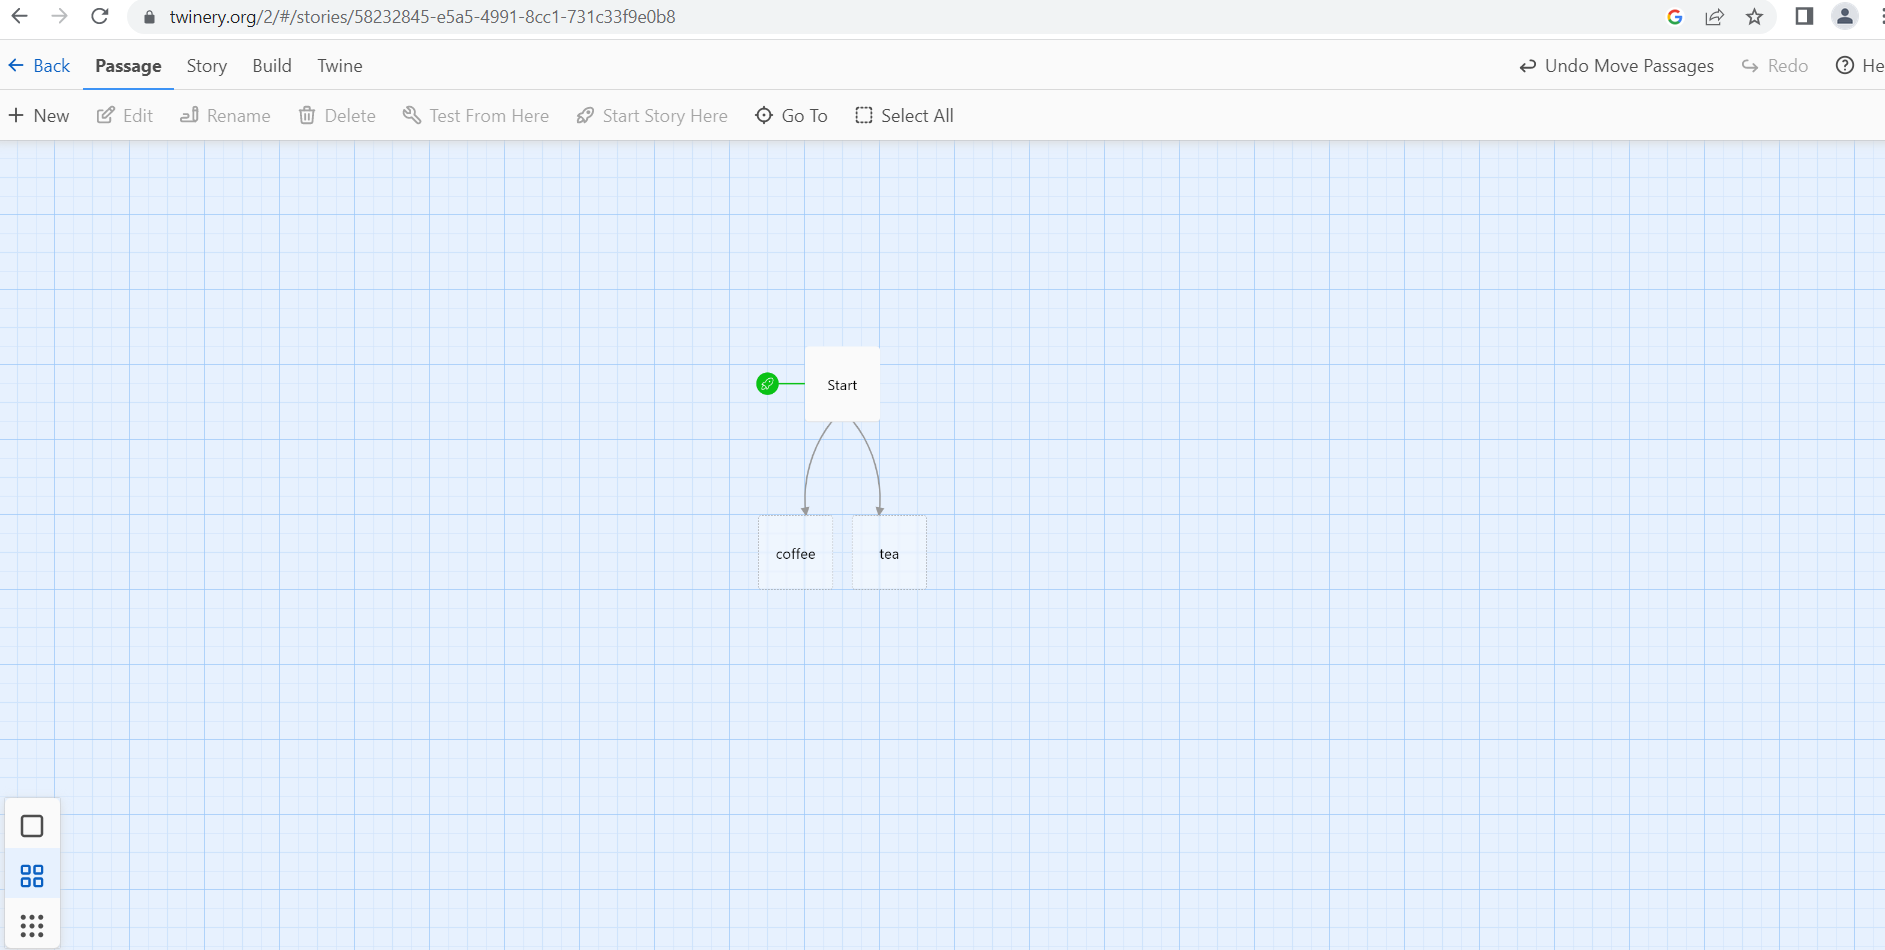 twinery.org/2/#/stories/58232845-e5a5-4991-8cc1-731c33f9e0b8
Back Passage Story Build Twine Undo Move Passages Redo He
New Edit Rename Delete Test From Here Start Story Here Go To Select All
Start
coffee tea